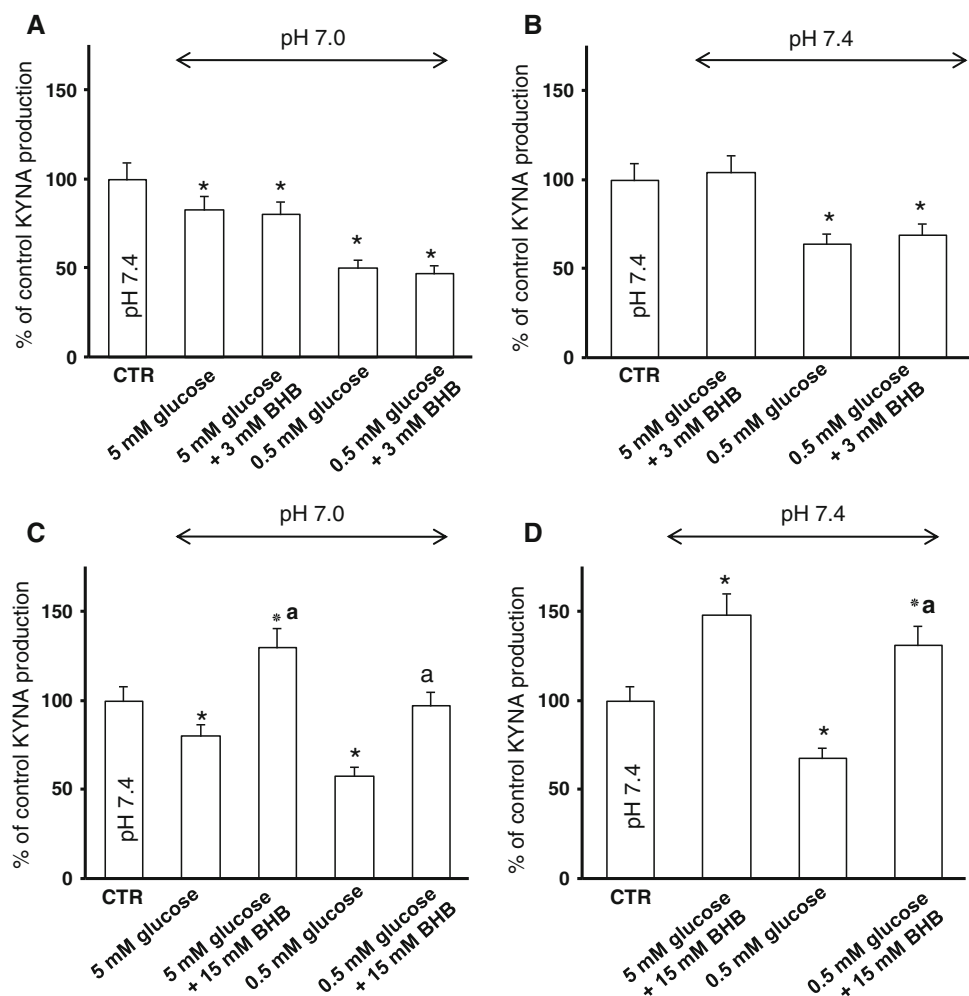 A
pH 7.0
% of control KYNA production
150
100
50
0
pH 7.4
CTR
5 mM glucose
5 mM glucose
+ 3 mM BHB
0.5 mM glucose
0.5 mM glucose
+ 3 mM BHB
*
*
*
*
B
pH 7.4
% of control KYNA production
150
100
50
0
pH 7.4
CTR
5 mM glucose
+ 3 mM BHB
0.5 mM glucose
0.5 mM glucose
+ 3 mM BHB
*
*
C
pH 7.0
% of control KYNA production
150
100
50
0
pH 7.4
CTR
5 mM glucose
5 mM glucose
+ 15 mM BHB
0.5 mM glucose
0.5 mM glucose
+ 15 mM BHB
*
* a
*
a
D
pH 7.4
% of control KYNA production
150
100
50
0
pH 7.4
CTR
5 mM glucose
+ 15 mM BHB
0.5 mM glucose
0.5 mM glucose
+ 15 mM BHB
*
*
* a